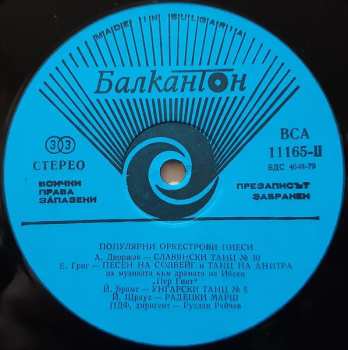 MADE IN BULGARIA
Балкантон
33
СТЕРЕО
ВСИЧКИ
ПРАВА
ЗАПАЗЕНИ
ВСА
11165-II
БДС 4048-79
ПРЕЗАПИСЪТ
ЗАБРАНЕН
ПОПУЛЯРНИ ОРКЕСТРОВИ ПИЕСИ
А. Дворжак — СЛАВЯНСКИ ТАНЦ № 10
Е. Григ — ПЕСЕН НА СОЛВЕЙГ и ТАНЦ НА АНИТРА
из музиката към драмата на Ибсен
„Пер Гинт"
Й. Брамс — УНГАРСКИ ТАНЦ № 5
Й. Щраус — РАДЕЦКИ МАРШ
ПДФ, диригент — Руслан Райчев